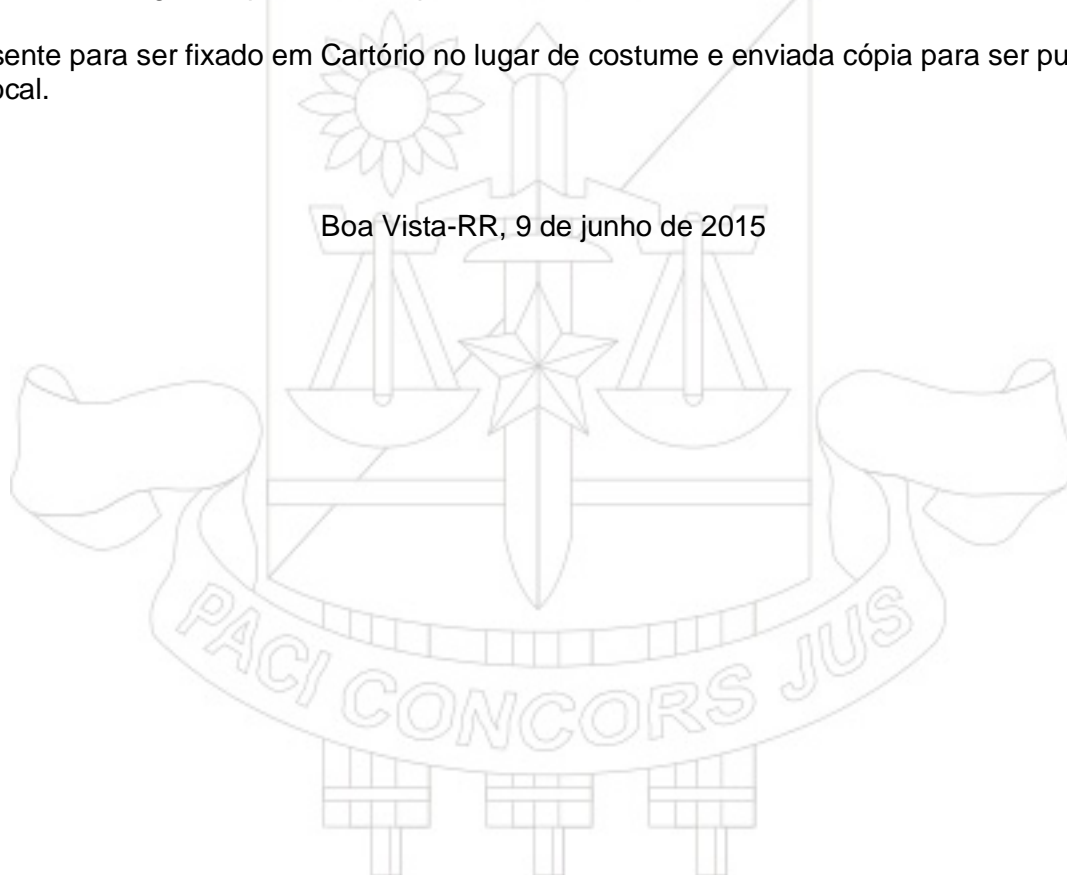 sente para ser fixado em Cartório no lugar de costume e enviada cópia para ser pu
ocal.
Boa Vista-RR, 9 de junho de 2015
PACI CONCORS JUS